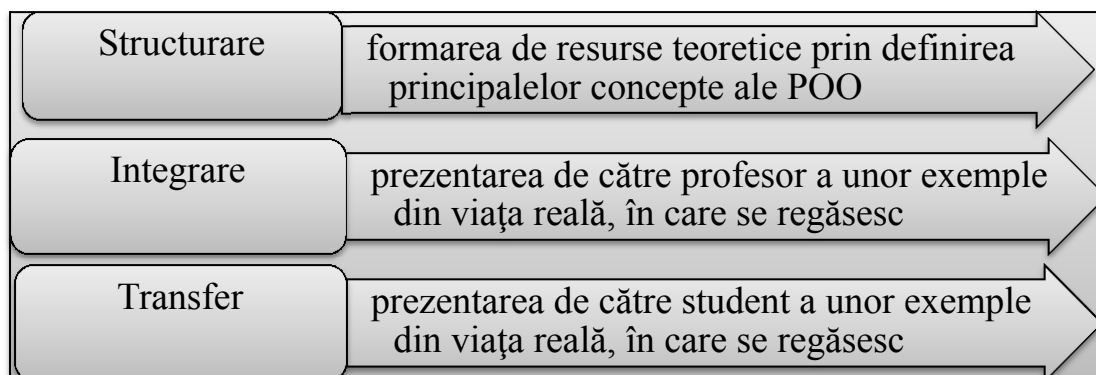 Structurare
formarea de resurse teoretice prin definirea
principalelor concepte ale POO
Integrare
prezentarea de către profesor a unor exemple
din viaţa reală, în care se regăsesc
Transfer
prezentarea de către student a unor exemple
din viaţa reală, în care se regăsesc